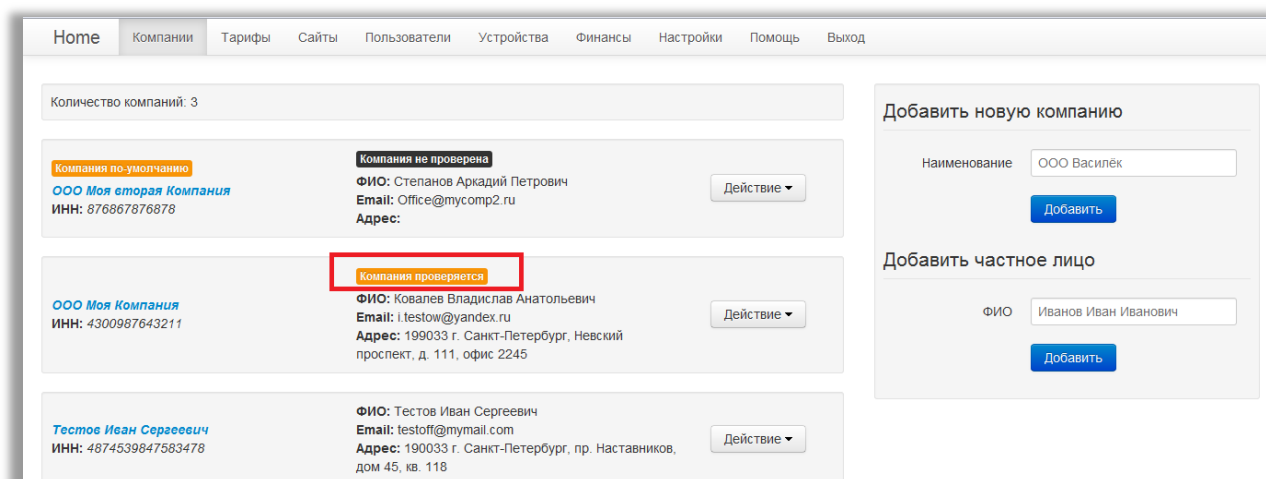 Home Компании Тарифы Сайты Пользователи Устройства Финансы Настройки Помощь Выход
Количество компаний: 3
Компания по-умолчанию
ООО Моя вторая Компания
ИНН: 876867876878
Компания не проверена
ФИО: Степанов Аркадий Петрович
Email: Office@mycomp2.ru
Адрес:
Действие
ООО Моя Компания
ИНН: 4300987643211
Компания проверяется
ФИО: Ковалев Владислав Анатольевич
Email: i.testow@yandex.ru
Адрес: 199033 г. Санкт-Петербург, Невский
проспект, д. 111, офис 2245
Действие
Тестов Иван Сергеевич
ИНН: 4874539847583478
ФИО: Тестов Иван Сергеевич
Email: testoff@mymail.com
Адрес: 190033 г. Санкт-Петербург, пр. Наставников,
дом 45, кв. 118
Действие
Добавить новую компанию
Наименование ООО Василёк
Добавить
Добавить частное лицо
ФИО Иванов Иван Иванович
Добавить